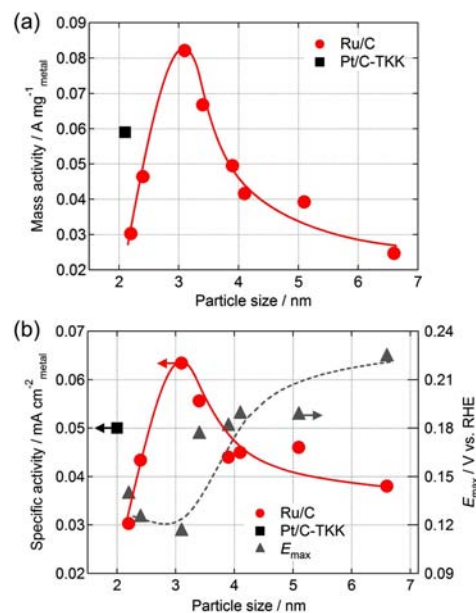 (a)
0.09
0.08
0.07
0.06
0.05
0.04
0.03
0.02
Mass activity / A mg⁻¹metal
Ru/C
Pt/C-TKK
1 2 3 4 5 6 7
Particle size / nm
(b)
0.07
0.06
0.05
0.04
0.03
0.02
Specific activity / mA cm⁻²metal
0.24
0.21
0.18
0.15
0.12
0.09
Emax / V vs. RHE
Ru/C
Pt/C-TKK
Emax
1 2 3 4 5 6 7
Particle size / nm